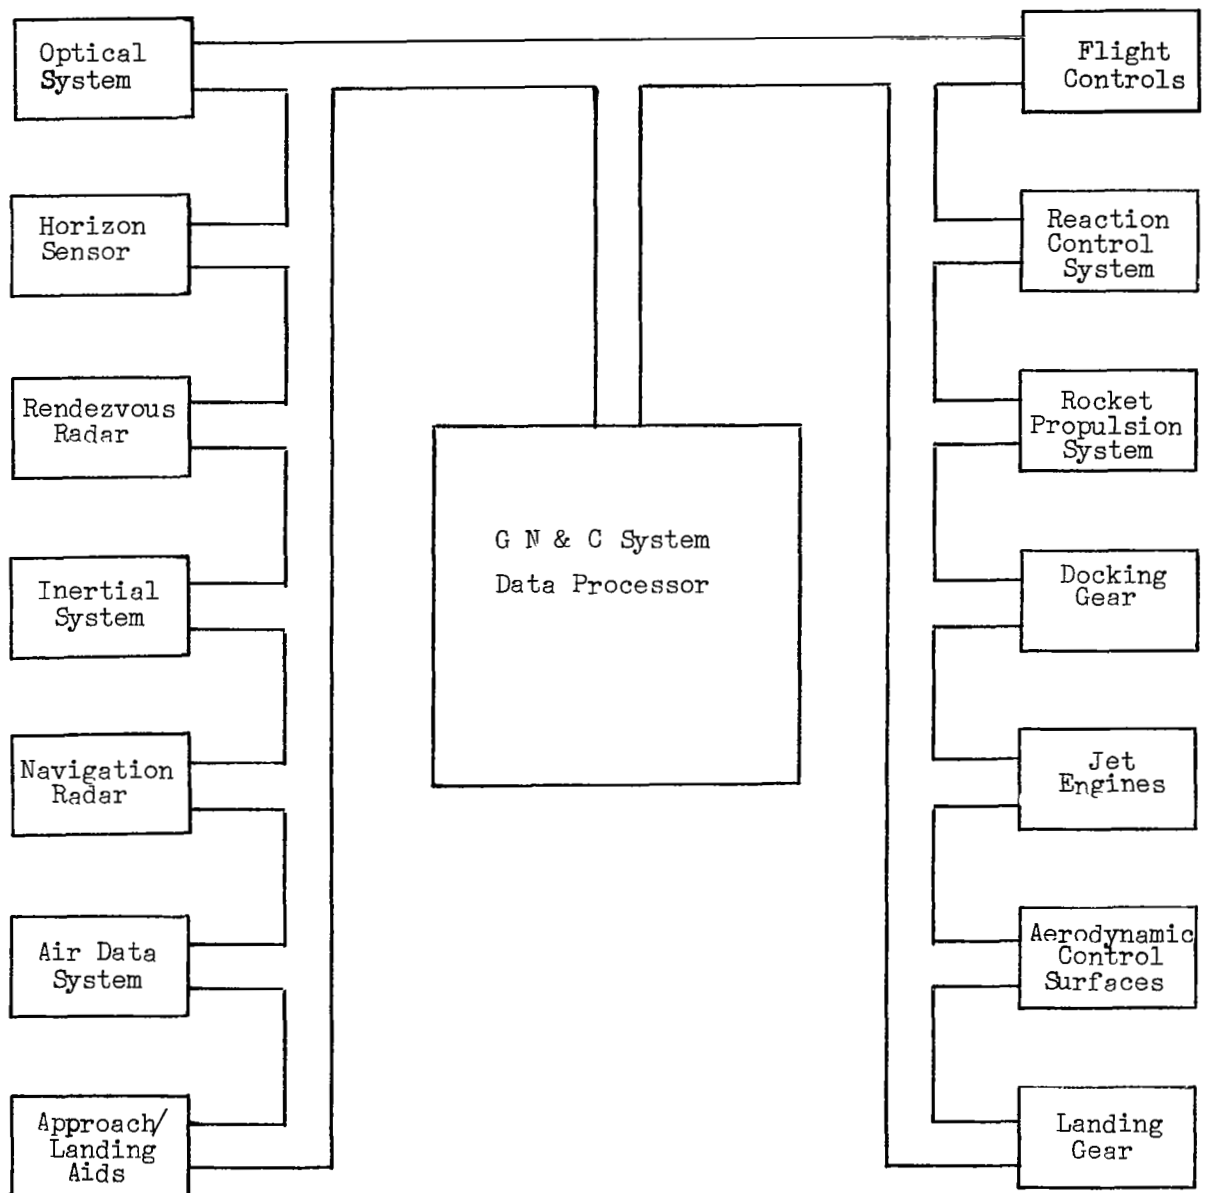 Optical
System
Horizon
Sensor
Rendezvous
Radar
Inertial
System
Navigation
Radar
Air Data
System
Approach/
Landing
Aids
G N & C System
Data Processor
Flight
Controls
Reaction
Control
System
Rocket
Propulsion
System
Docking
Gear
Jet
Engines
Aerodynamic
Control
Surfaces
Landing
Gear